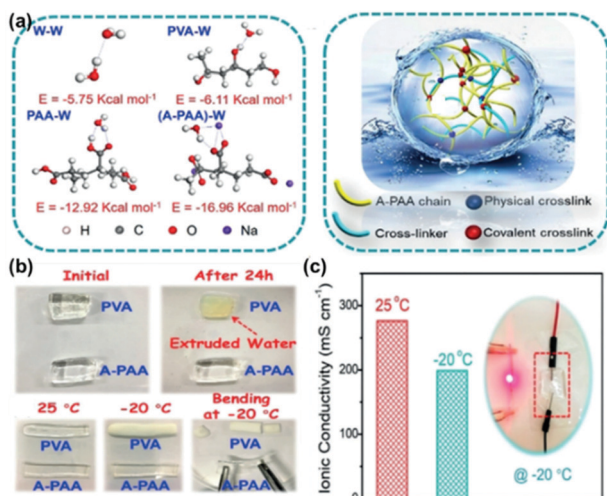 (a)
W-W
PVA-W
E = -5.75 Kcal mol⁻¹
E = -6.11 Kcal mol⁻¹
PAA-W
(A-PAA)-W
E = -12.92 Kcal mol⁻¹
E = -16.96 Kcal mol⁻¹
H
C
O
Na
A-PAA chain
Physical crosslink
Cross-linker
Covalent crosslink
(b)
Initial
After 24h
PVA
PVA
Extruded Water
A-PAA
A-PAA
25 °C
-20 °C
Bending
at -20 °C
PVA
PVA
PVA
A-PAA
A-PAA
A-PAA
(c)
Ionic Conductivity (mS cm⁻¹)
300
200
100
0
25 °C
-20 °C
@ -20 °C